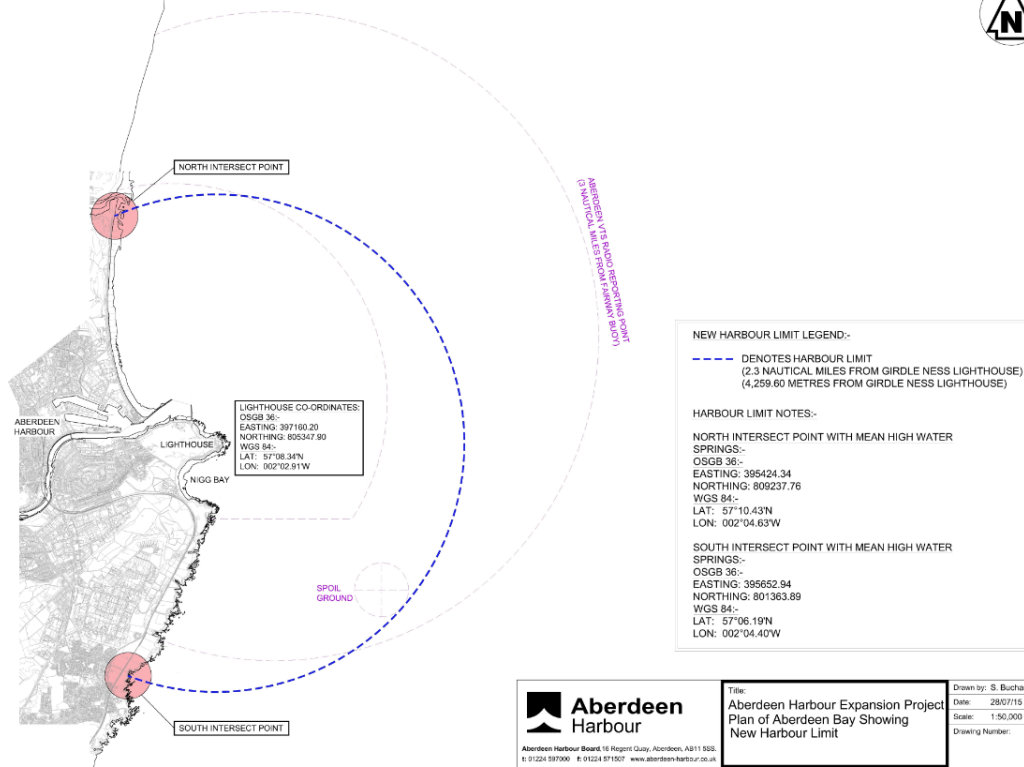 N
NORTH INTERSECT POINT
ABERDEEN VTS RADIO REPORTING POINT
(3 NAUTICAL MILES FROM FAIRWAY BUOY)
NEW HARBOUR LIMIT LEGEND:-
DENOTES HARBOUR LIMIT
(2.3 NAUTICAL MILES FROM GIRDLE NESS LIGHTHOUSE)
(4,259.60 METRES FROM GIRDLE NESS LIGHTHOUSE)
HARBOUR LIMIT NOTES:-
NORTH INTERSECT POINT WITH MEAN HIGH WATER
SPRINGS:-
OSGB 36:-
EASTING: 395424.34
NORTHING: 809237.76
WGS 84:-
LAT: 57°10.43'N
LON: 002°04.63'W
SOUTH INTERSECT POINT WITH MEAN HIGH WATER
SPRINGS:-
OSGB 36:-
EASTING: 395652.94
NORTHING: 801363.89
WGS 84:-
LAT: 57°06.19'N
LON: 002°04.40'W
ABERDEEN
HARBOUR
LIGHTHOUSE
LIGHTHOUSE CO-ORDINATES:
OSGB 36:-
EASTING: 397160.20
NORTHING: 805347.90
WGS 84:-
LAT: 57°08.34'N
LON: 002°02.91'W
NIGG BAY
SPOIL
GROUND
SOUTH INTERSECT POINT
Aberdeen
Harbour
Aberdeen Harbour Board, 16 Regent Quay, Aberdeen, AB11 5SS.
t: 01224 597000 f: 01224 571507 www.aberdeen-harbour.co.uk
Title:
Aberdeen Harbour Expansion Project
Plan of Aberdeen Bay Showing
New Harbour Limit
Drawn by: S. Bucha
Date: 28/07/15
Scale: 1:50,000
Drawing Number: